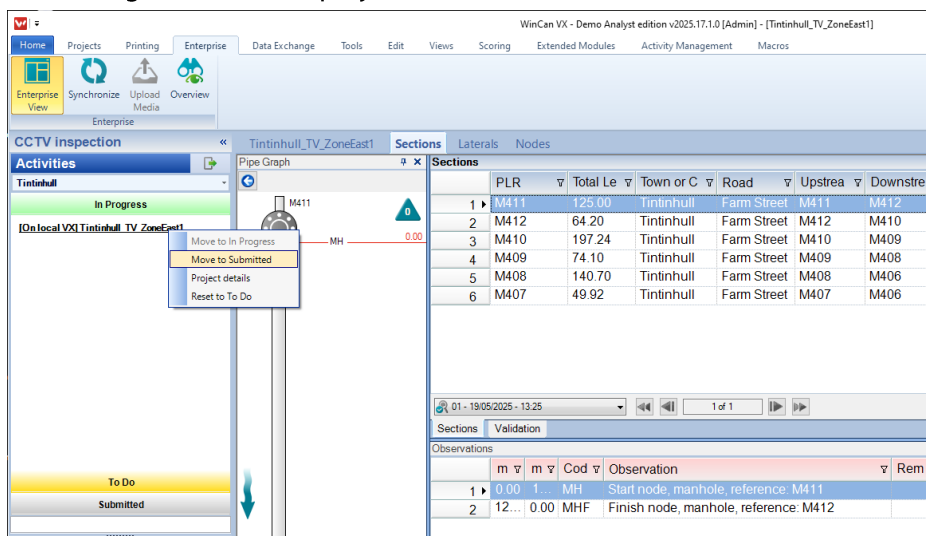 WinCan VX - Demo Analyst edition v2025.17.1.0 [Admin] - [Tintinhull_TV_ZoneEast1]
Home Projects Printing Enterprise Data Exchange Tools Edit Views Scoring Extended Modules Activity Management Macros
Enterprise View Synchronize Upload Media Overview
Enterprise
CCTV inspection «
Tintinhull_TV_ZoneEast1 Sections Laterals Nodes
Activities
Pipe Graph
Sections
Tintinhull
In Progress
[On local VX] Tintinhull_TV_ZoneEast1
Move to In Progress
Move to Submitted
Project details
Reset to To Do
M411
0
MH 0.00
PLR Total Le Town or C Road Upstrea Downstre
1 M411 125.00 Tintinhull Farm Street M411 M412
2 M412 64.20 Tintinhull Farm Street M412 M410
3 M410 197.24 Tintinhull Farm Street M410 M409
4 M409 74.10 Tintinhull Farm Street M409 M408
5 M408 140.70 Tintinhull Farm Street M408 M406
6 M407 49.92 Tintinhull Farm Street M407 M406
01 - 19/05/2025 - 13:25 1 of 1
Sections Validation
Observations
m m Cod Observation Rem
1 0.00 1... MH Start node, manhole, reference: M411
2 12... 0.00 MHF Finish node, manhole, reference: M412
To Do
Submitted